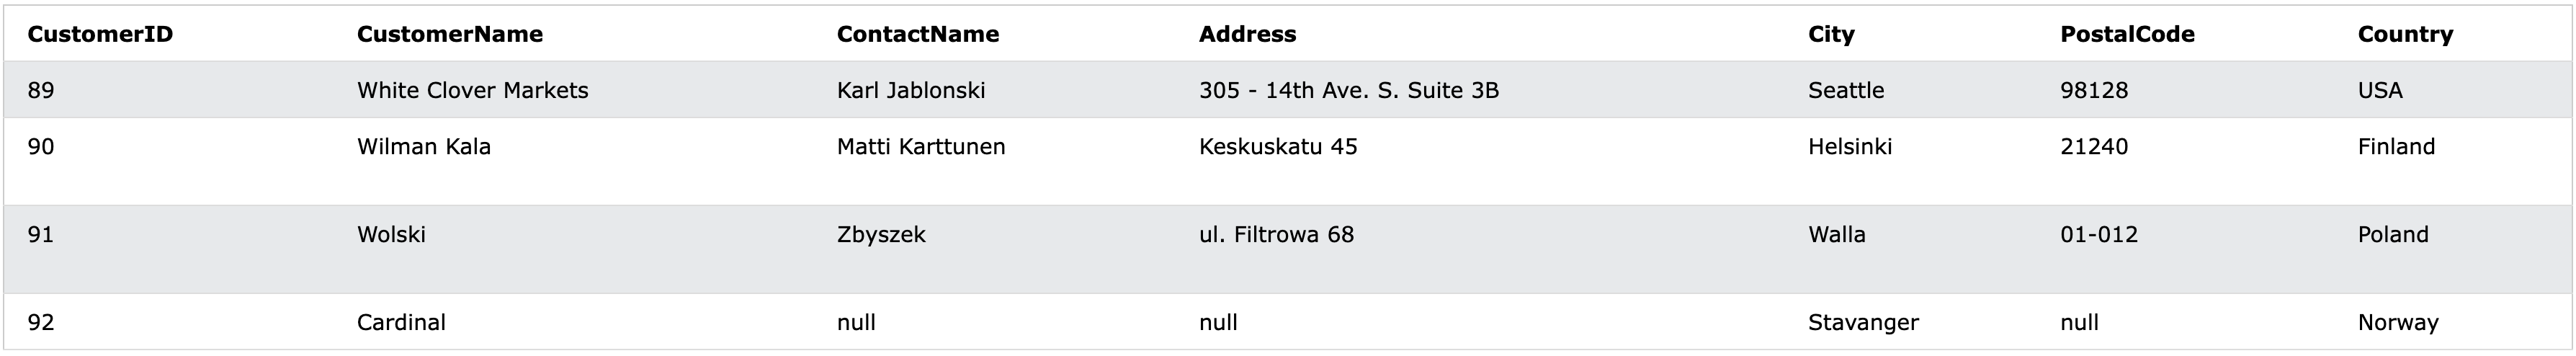 CustomerID CustomerName ContactName Address City PostalCode Country
89 White Clover Markets Karl Jablonski 305 - 14th Ave. S. Suite 3B Seattle 98128 USA
90 Wilman Kala Matti Karttunen Keskuskatu 45 Helsinki 21240 Finland
91 Wolski Zbyszek ul. Filtrowa 68 Walla 01-012 Poland
92 Cardinal null null Stavanger null Norway